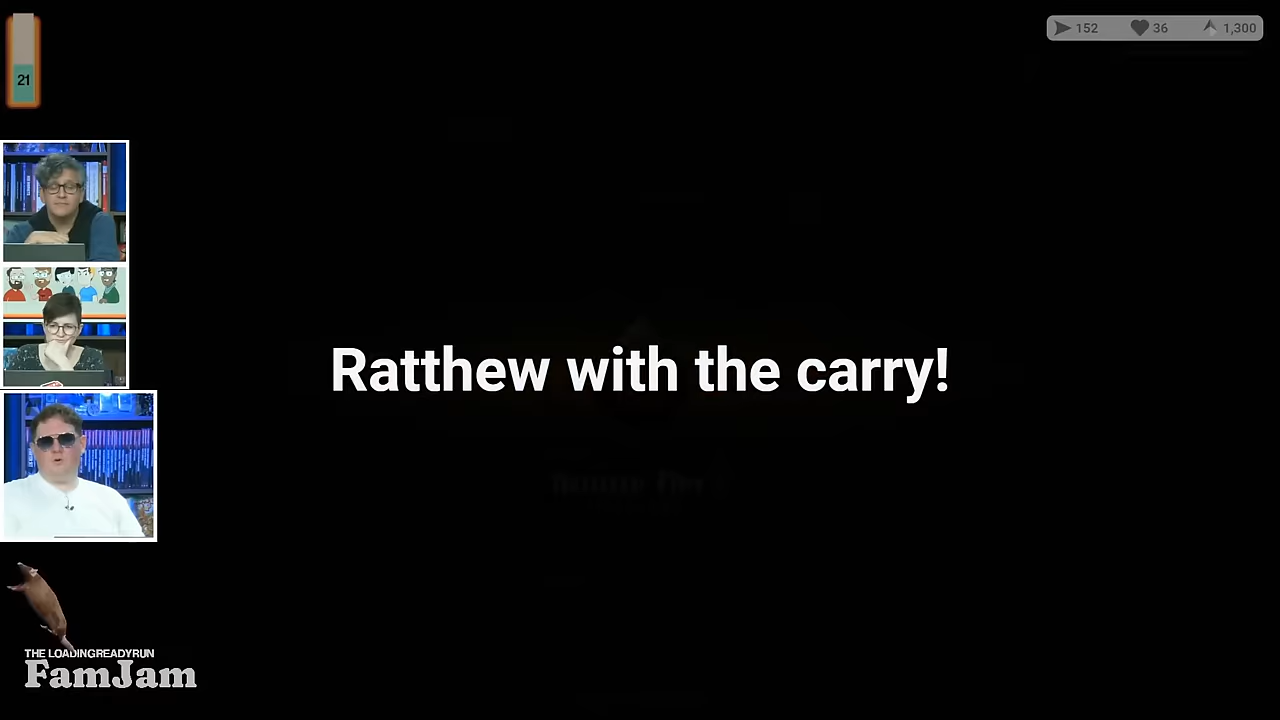 21
152
36
1,300
Ratthew with the carry!
THE LOADINGREADYRUN
FamJam